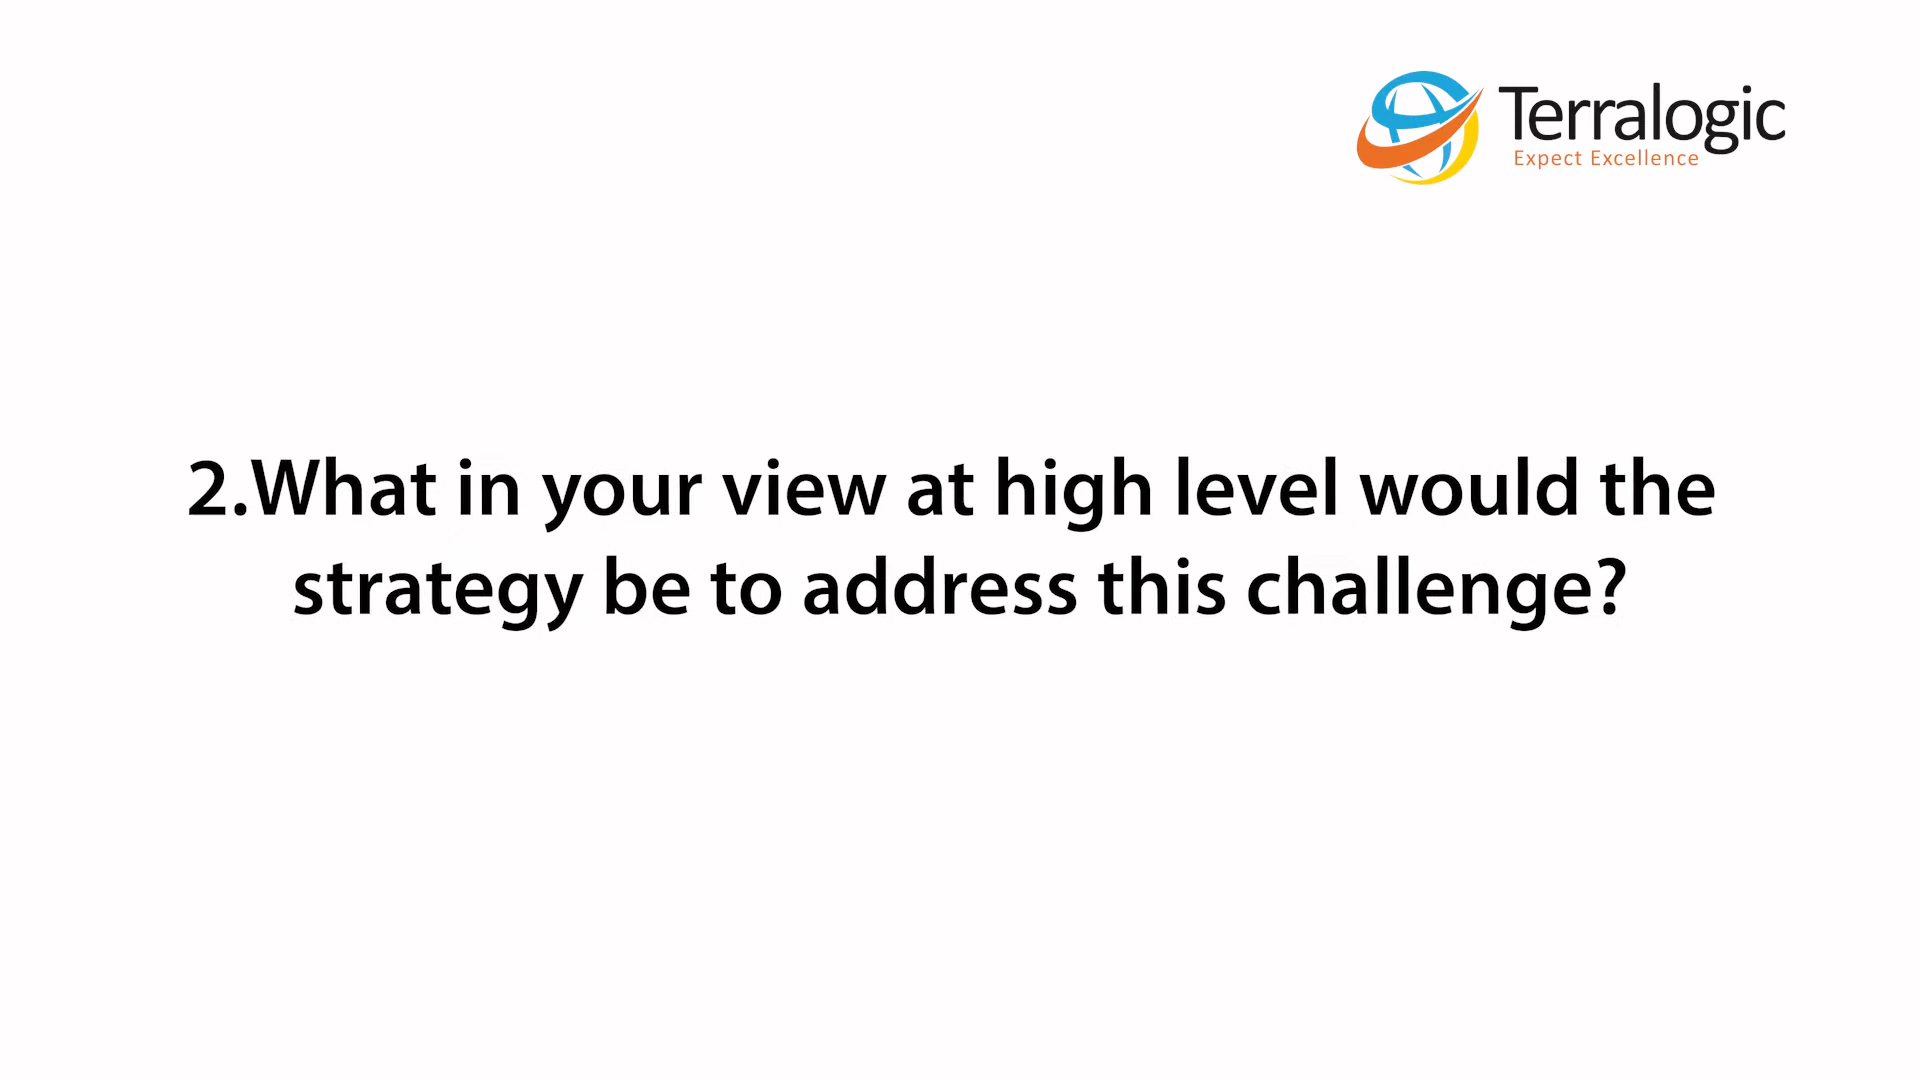 Terralogic
Expect Excellence
2.What in your view at high level would the
strategy be to address this challenge?